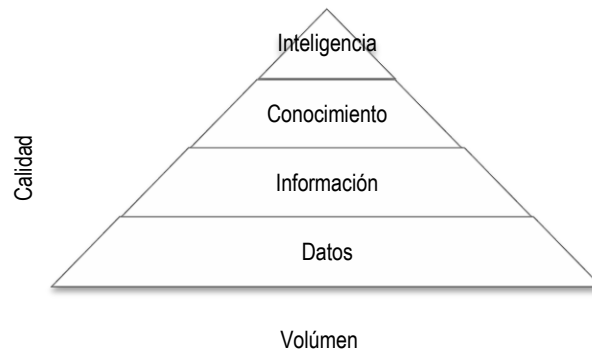 Inteligencia
Conocimiento
Calidad
Información
Datos
Volúmen